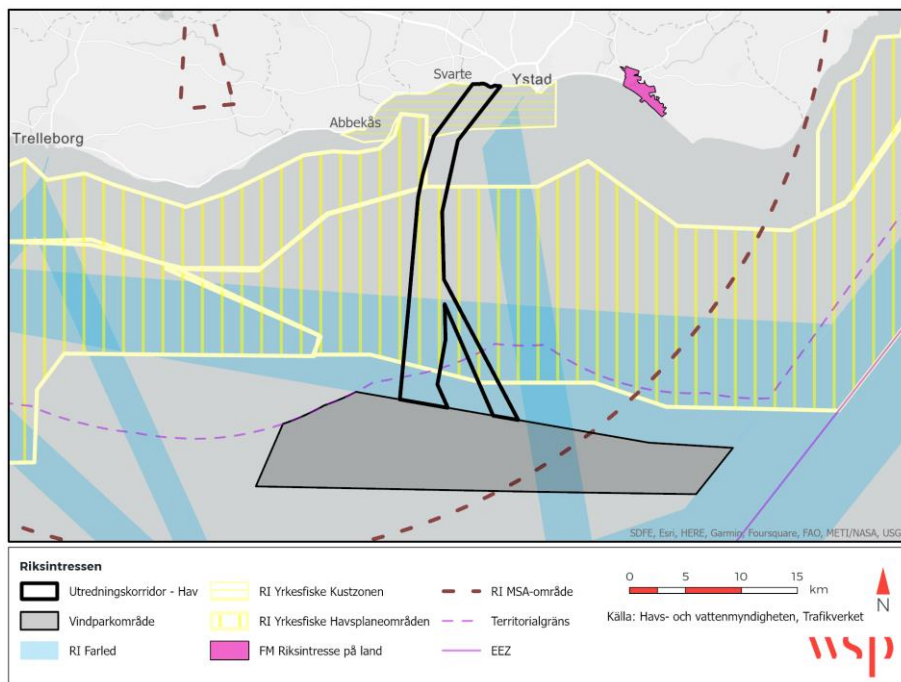 Svarte
Ystad
Abbekås
Trelleborg
SDFE, Esri, HERE, Garmin, Foursquare, FAO, METI/NASA, USG
Riksintressen
Utredningskorridor - Hav
Vindparkområde
RI Farled
RI Yrkesfiske Kustzonen
RI Yrkesfiske Havsplaneområden
FM Riksintresse på land
RI MSA-område
Territorialgräns
EEZ
0 5 10 15
km
N
Källa: Havs- och vattenmyndigheten, Trafikverket
wsp